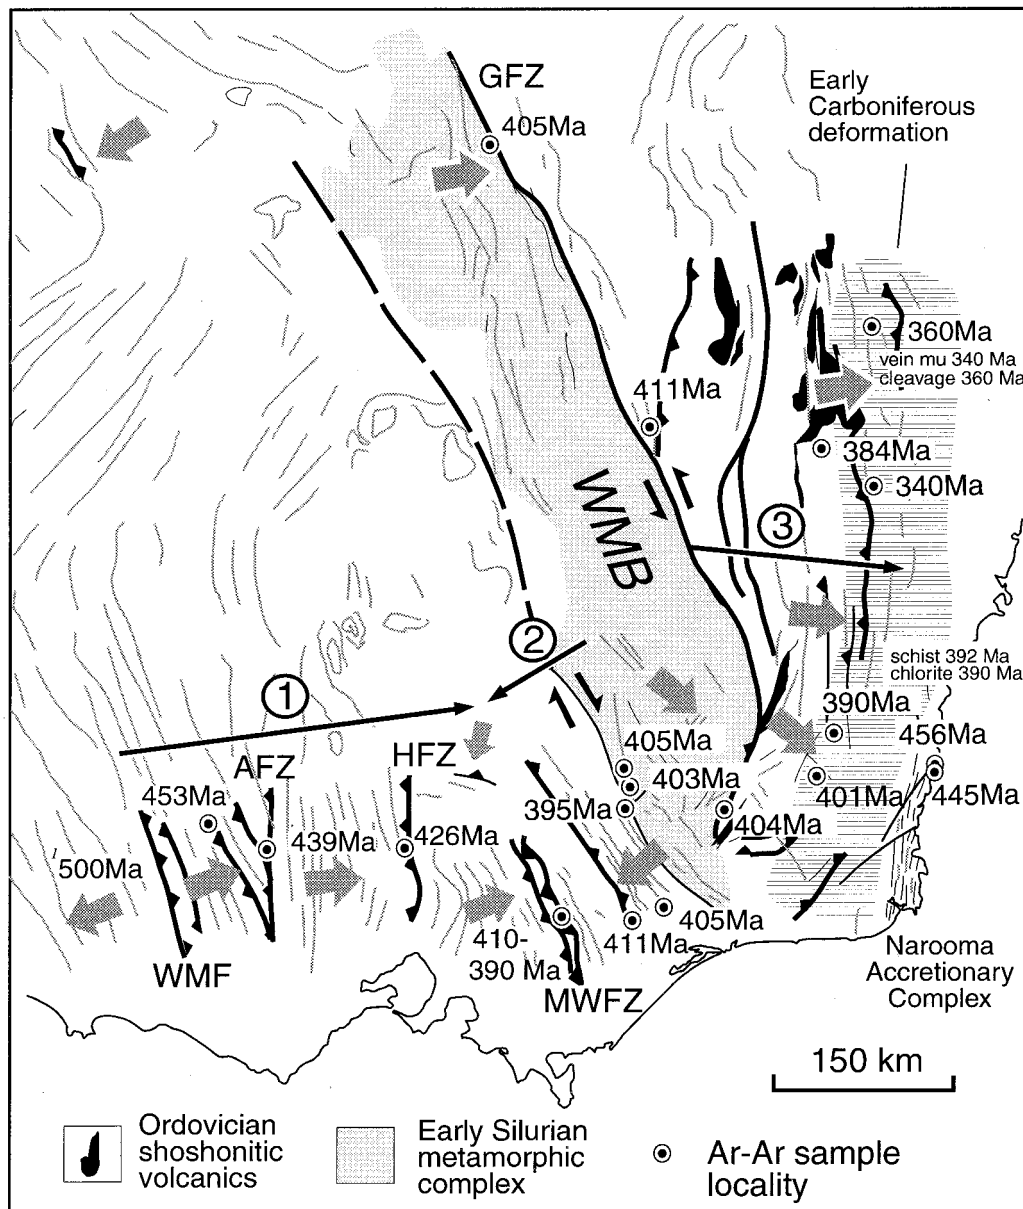 GFZ
405Ma
Early
Carboniferous
deformation
360Ma
vein mu 340 Ma
cleavage 360 Ma
411Ma
384Ma
340Ma
WMB
3
2
schist 392 Ma
chlorite 390 Ma
1
390Ma
456Ma
405Ma
AFZ
HFZ
403Ma
453Ma
395Ma
401Ma
445Ma
404Ma
439Ma
426Ma
'500Ma
405Ma
410-
390 Ma
411Ma
WMF
MWFZ
Narooma
Accretionary
Complex
150 km
Ordovician
shoshonitic
volcanics
Early Silurian
metamorphic
complex
Ar-Ar sample
locality